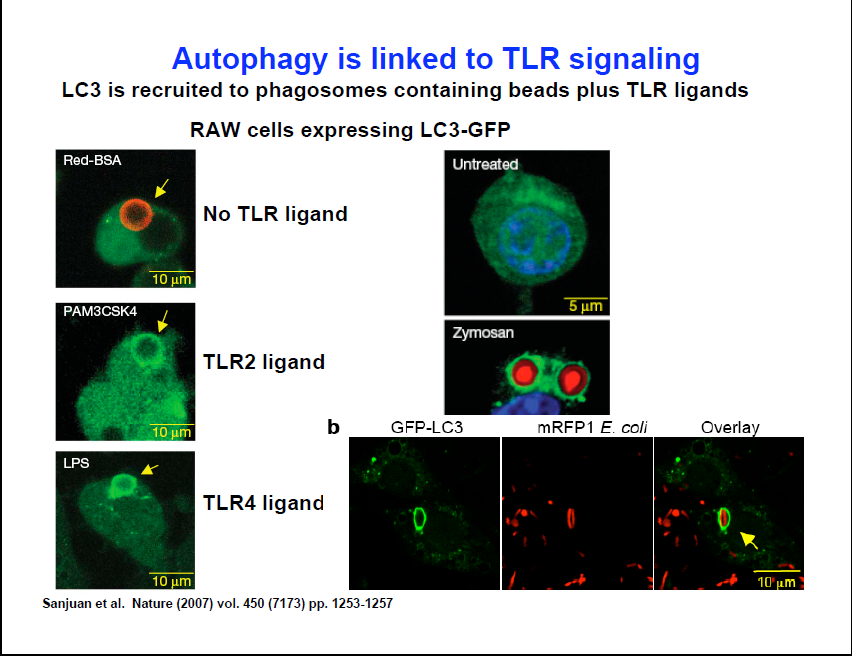 Autophagy is linked to TLR signaling
LC3 is recruited to phagosomes containing beads plus TLR ligands
RAW cells expressing LC3-GFP
Red-BSA
10 μm
No TLR ligand
PAM3CSK4
10 μm
TLR2 ligand
LPS
10 μm
TLR4 ligand
Untreated
5 μm
Zymosan
b
GFP-LC3
mRFP1 E. coli
Overlay
10 μm
Sanjuan et al. Nature (2007) vol. 450 (7173) pp. 1253-1257